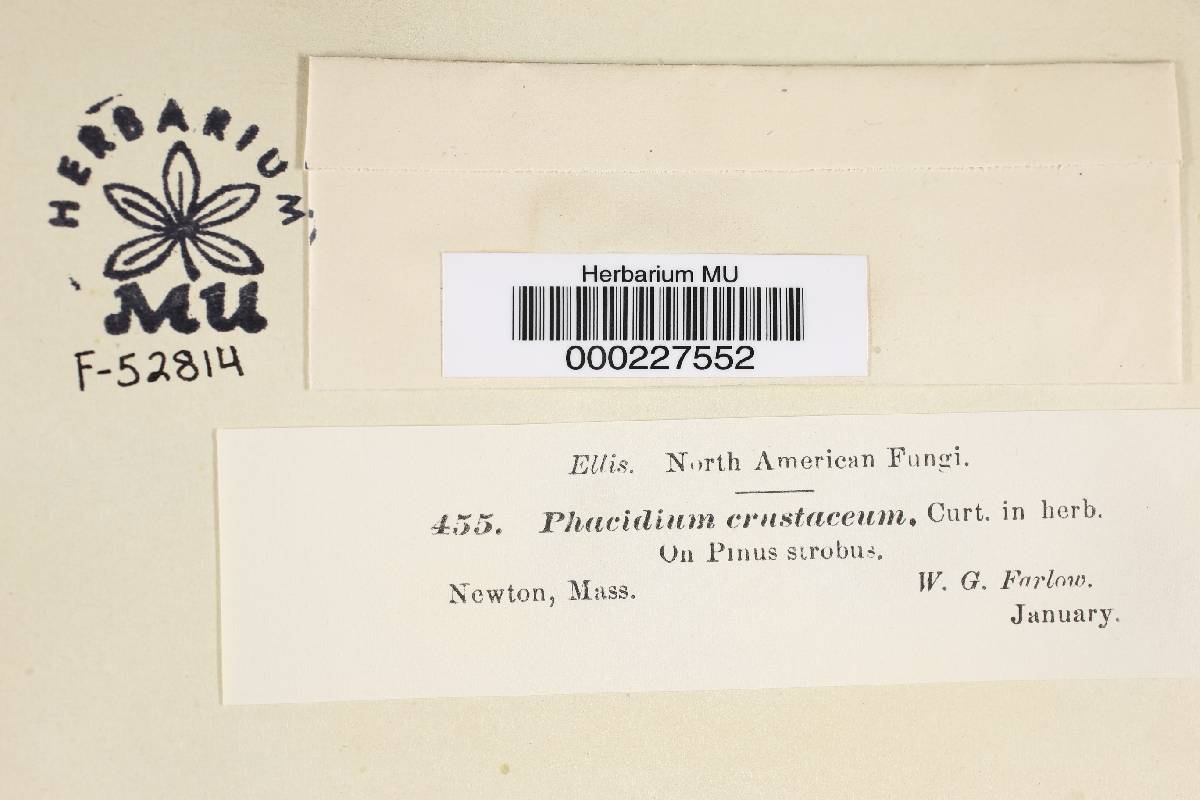 HERBARIUM
MU
F-52814
Herbarium MU
000227552
Ellis. North American Fungi.
455. Phacidium crustaceum, Curt. in herb.
On Pinus strobus.
Newton, Mass.
W. G. Farlow.
January.